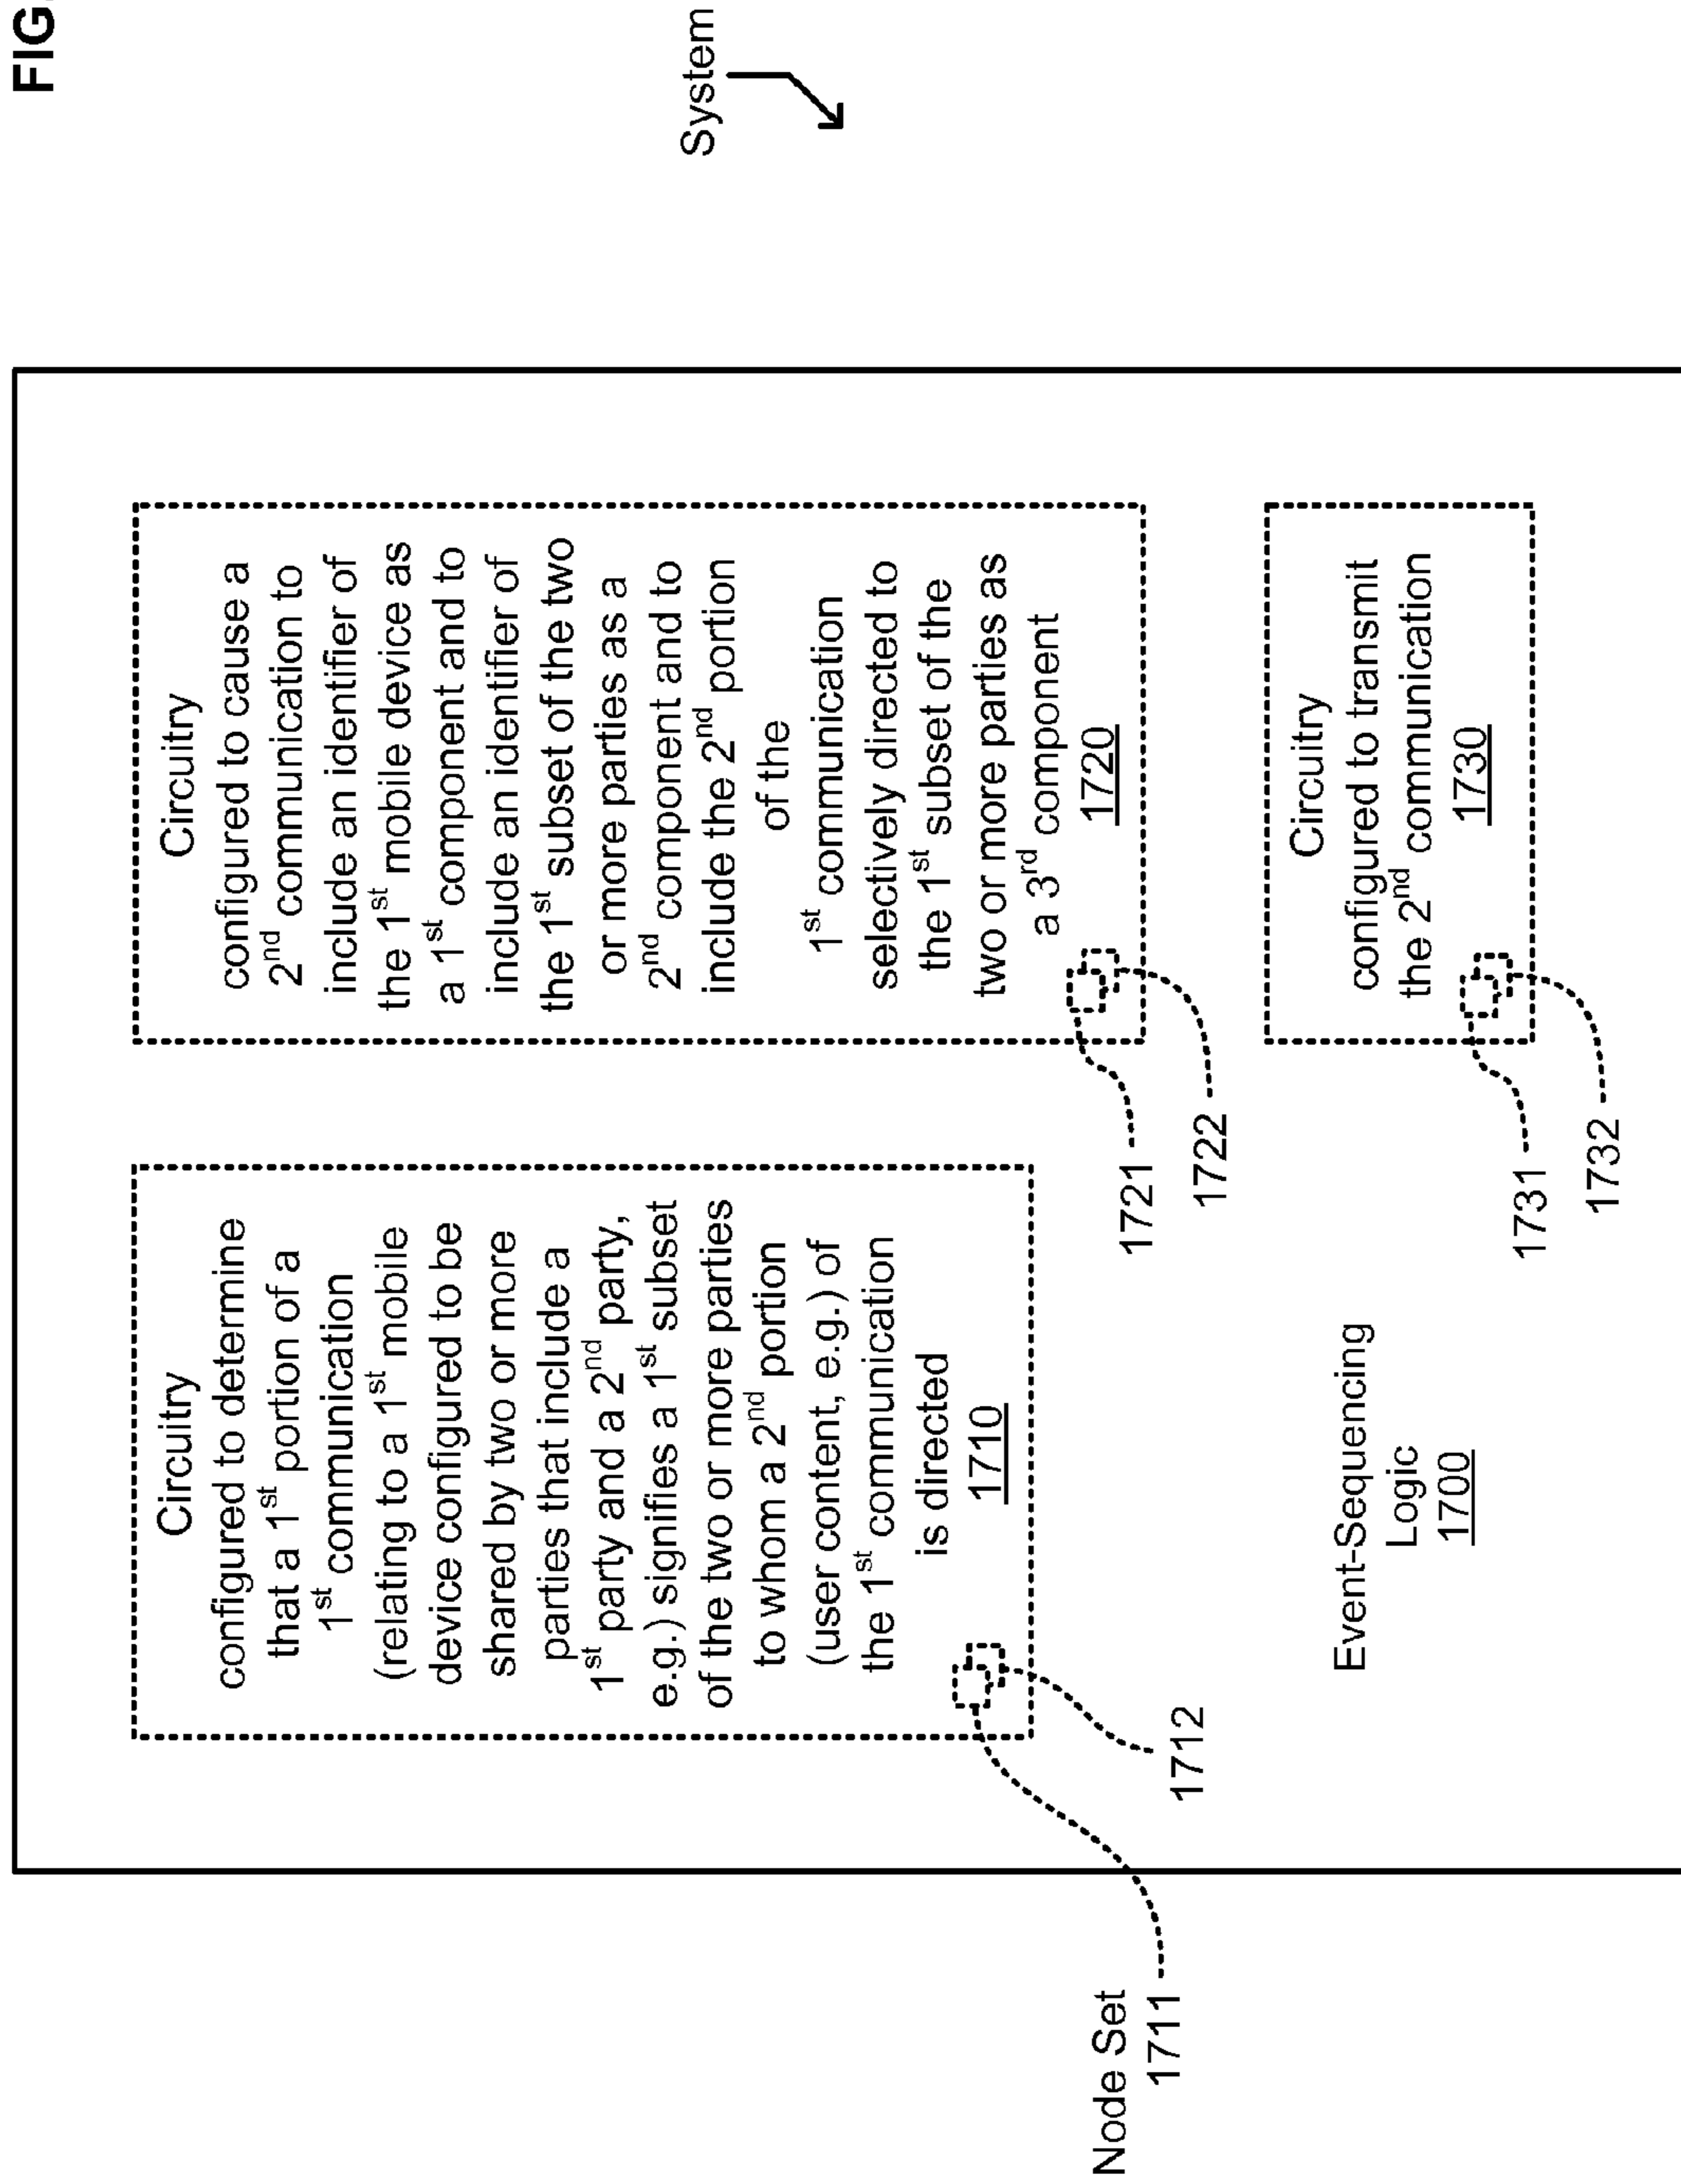 FIG.
System
Circuitry
configured to determine
that a 1st portion of a
1st communication
(relating to a 1st mobile
device configured to be
shared by two or more
parties that include a
1st party and a 2nd party,
e.g.) signifies a 1st subset
of the two or more parties
to whom a 2nd portion
(user content, e.g.) of
the 1st communication
is directed
1710
Node Set
1711
1712
Circuitry
configured to cause a
2nd communication to
include an identifier of
the 1st mobile device as
a 1st component and to
include an identifier of
the 1st subset of the two
or more parties as a
2nd component and to
include the 2nd portion
of the
1st communication
selectively directed to
the 1st subset of the
two or more parties as
a 3rd component
1720
1721
1722
Event-Sequencing
Logic
1700
Circuitry
configured to transmit
the 2nd communication
1730
1731
1732